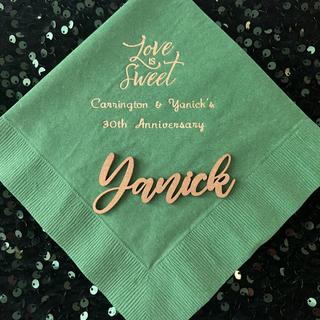 Love
is
Sweet
Carrington & Yanick's
30th Anniversary
Yanick